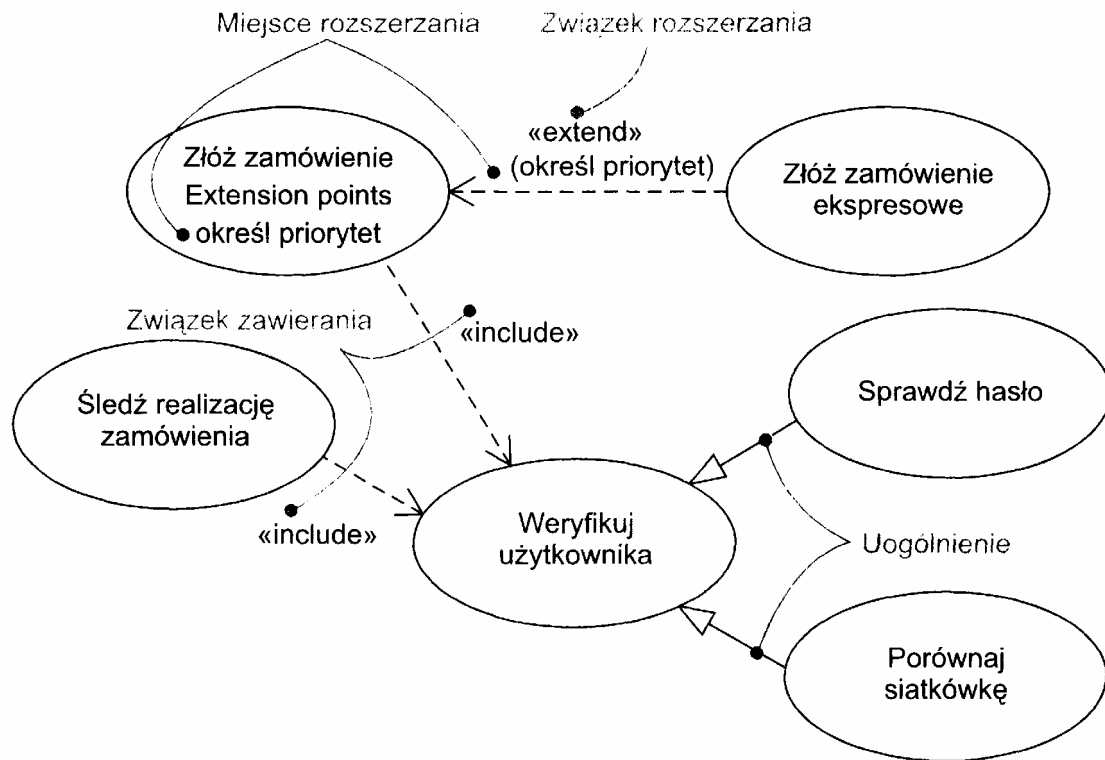 Miejsce rozszerzania
Związek rozszerzania
«extend»
(określ priorytet)
Złóż zamówienie
Extension points
określ priorytet
Złóż zamówienie
ekspresowe
Związek zawierania
«include»
Śledź realizację
zamówienia
«include»
Sprawdź hasło
Weryfikuj
użytkownika
Uogólnienie
Porównaj
siatkówkę